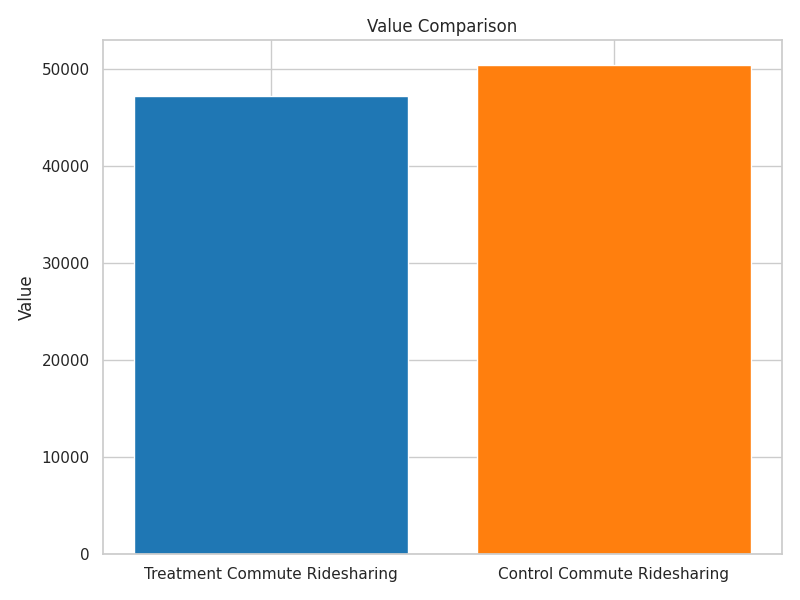 Value Comparison
Value
50000
40000
30000
20000
10000
0
Treatment Commute Ridesharing
Control Commute Ridesharing